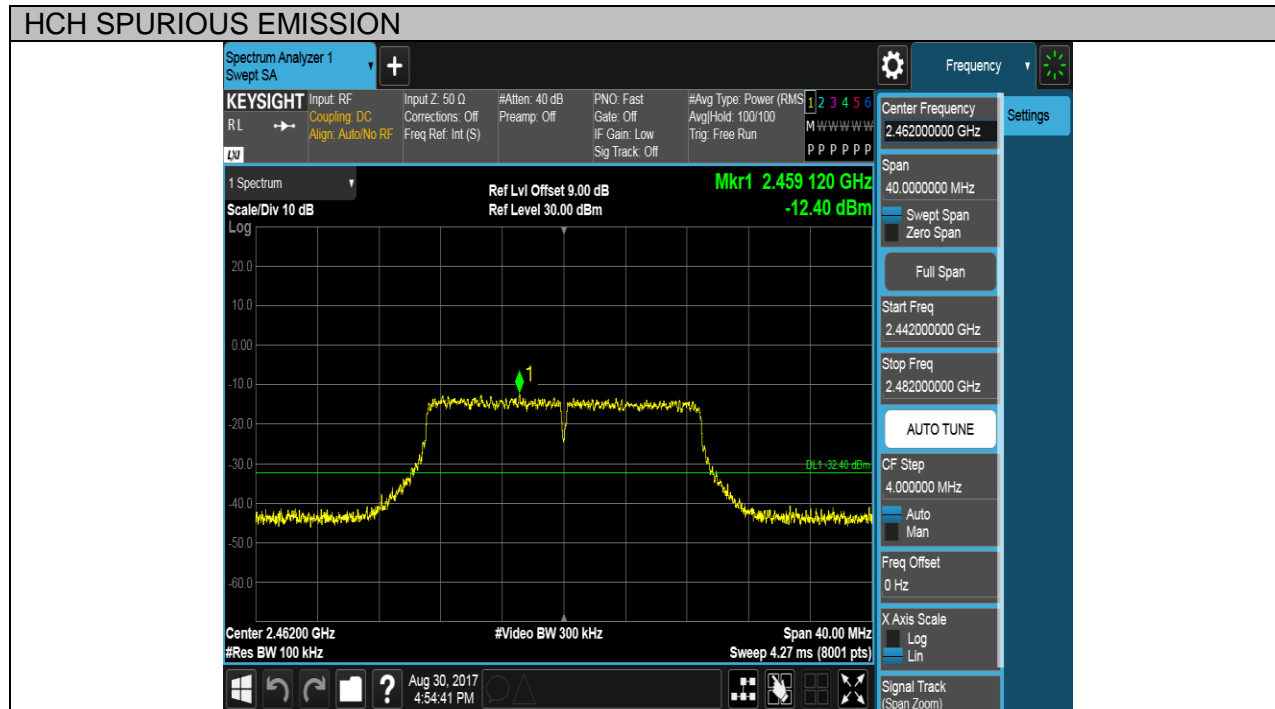 HCH SPURIOUS EMISSION
Spectrum Analyzer 1
Swept SA
+
Frequency
KEYSIGHT
RL
LXI
Input: RF
Coupling: DC
Align: Auto/No RF
Input Z: 50 Ω
Corrections: Off
Freq Ref: Int (S)
#Atten: 40 dB
Preamp: Off
PNO: Fast
Gate: Off
IF Gain: Low
Sig Track: Off
#Avg Type: Power (RMS
Avg|Hold: 100/100
Trig: Free Run
1 2 3 4 5 6
M W W W W W
P P P P P P
1 Spectrum
Scale/Div 10 dB
Log
Ref Lvl Offset 9.00 dB
Ref Level 30.00 dBm
Mkr1 2.459 120 GHz
-12.40 dBm
20.0
10.0
0.00
-10.0
-20.0
-30.0
-40.0
-50.0
-60.0
1
DL1 -32.40 dBm
Center 2.46200 GHz
#Res BW 100 kHz
#Video BW 300 kHz
Span 40.00 MHz
Sweep 4.27 ms (8001 pts)
Center Frequency
2.462000000 GHz
Settings
Span
40.0000000 MHz
Swept Span
Zero Span
Full Span
Start Freq
2.442000000 GHz
Stop Freq
2.482000000 GHz
AUTO TUNE
CF Step
4.000000 MHz
Auto
Man
Freq Offset
0 Hz
X Axis Scale
Log
Lin
Signal Track
(Span Zoom)
?
Aug 30, 2017
4:54:41 PM